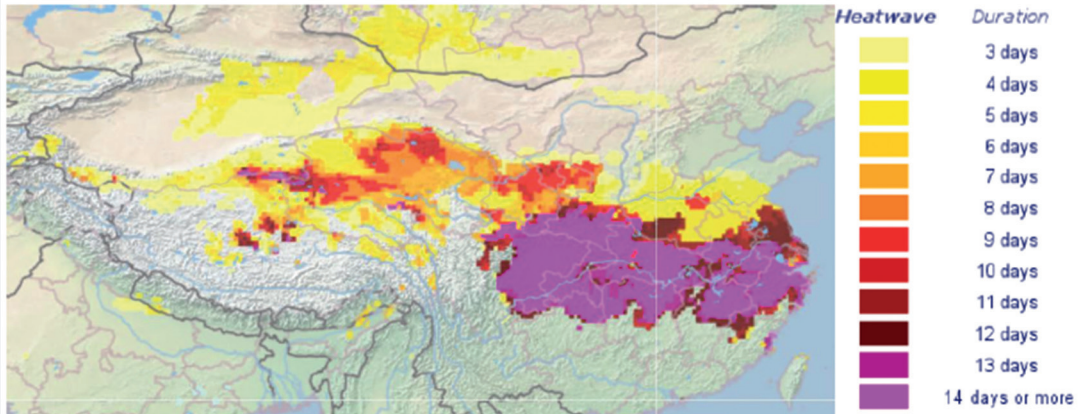 Heatwave Duration
3 days
4 days
5 days
6 days
7 days
8 days
9 days
10 days
11 days
12 days
13 days
14 days or more